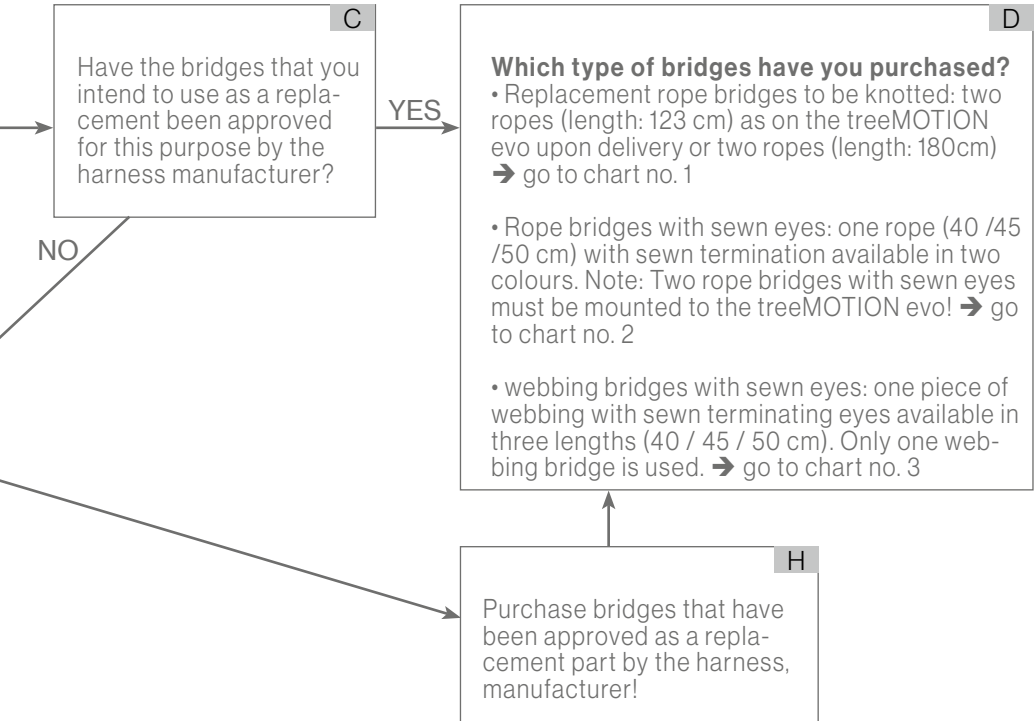 C
Have the bridges that you
intend to use as a repla-
cement been approved
for this purpose by the
harness manufacturer?
YES
NO
D
Which type of bridges have you purchased?
• Replacement rope bridges to be knotted: two
ropes (length: 123 cm) as on the treeMOTION
evo upon delivery or two ropes (length: 180cm)
➔ go to chart no. 1
• Rope bridges with sewn eyes: one rope (40 /45
/50 cm) with sewn termination available in two
colours. Note: Two rope bridges with sewn eyes
must be mounted to the treeMOTION evo! ➔ go
to chart no. 2
• webbing bridges with sewn eyes: one piece of
webbing with sewn terminating eyes available in
three lengths (40 / 45 / 50 cm). Only one web-
bing bridge is used. ➔ go to chart no. 3
H
Purchase bridges that have
been approved as a repla-
cement part by the harness,
manufacturer!